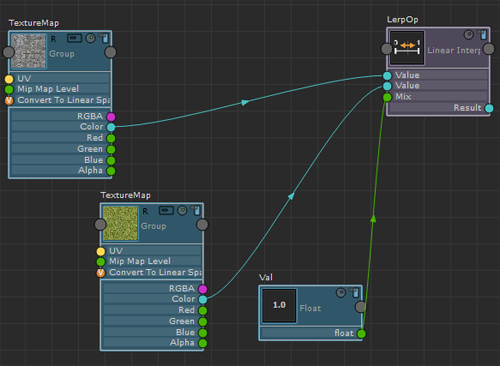 TextureMap
R
Group
UV
Mip Map Level
V Convert To Linear Spa
RGBA
Color
Red
Green
Blue
Alpha
TextureMap
R
Group
UV
Mip Map Level
V Convert To Linear Spa
RGBA
Color
Red
Green
Blue
Alpha
Val
1.0
Float
float
LerpOp
Linear Interp
Value
Value
Mix
Result